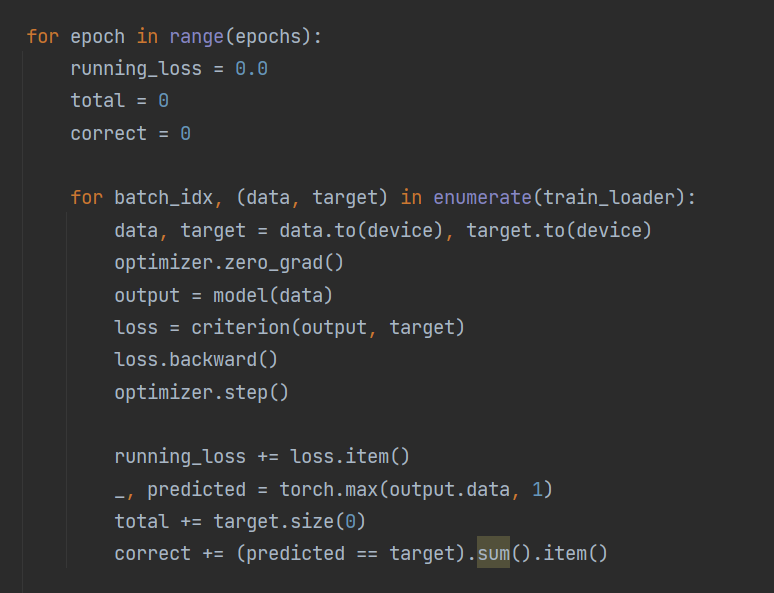 for epoch in range(epochs):
    running_loss = 0.0
    total = 0
    correct = 0

    for batch_idx, (data, target) in enumerate(train_loader):
        data, target = data.to(device), target.to(device)
        optimizer.zero_grad()
        output = model(data)
        loss = criterion(output, target)
        loss.backward()
        optimizer.step()

        running_loss += loss.item()
        _, predicted = torch.max(output.data, 1)
        total += target.size(0)
        correct += (predicted == target).sum().item()